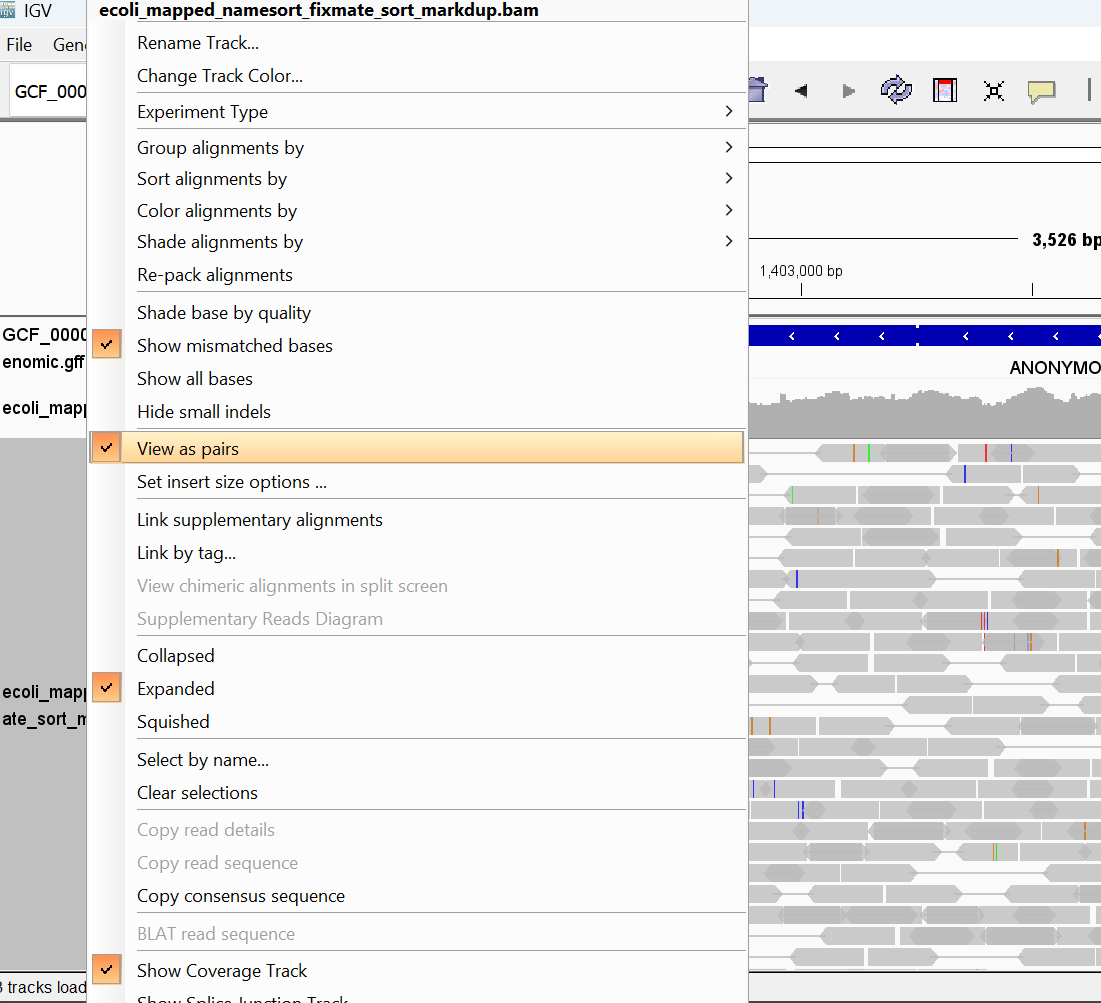 IGV
ecoli_mapped_namesort_fixmate_sort_markdup.bam
File Gen
GCF_000
Rename Track...
Change Track Color...
Experiment Type
Group alignments by
Sort alignments by
Color alignments by
Shade alignments by
Re-pack alignments
Shade base by quality
Show mismatched bases
Show all bases
Hide small indels
View as pairs
Set insert size options ...
Link supplementary alignments
Link by tag...
View chimeric alignments in split screen
Supplementary Reads Diagram
Collapsed
Expanded
Squished
Select by name...
Clear selections
Copy read details
Copy read sequence
Copy consensus sequence
BLAT read sequence
Show Coverage Track
Show Splice Junction Track
3,526 bp
1,403,000 bp
GCF_000
enomic.gff
ANONYMO
ecoli_map
ecoli_map
ate_sort_m
3 tracks load